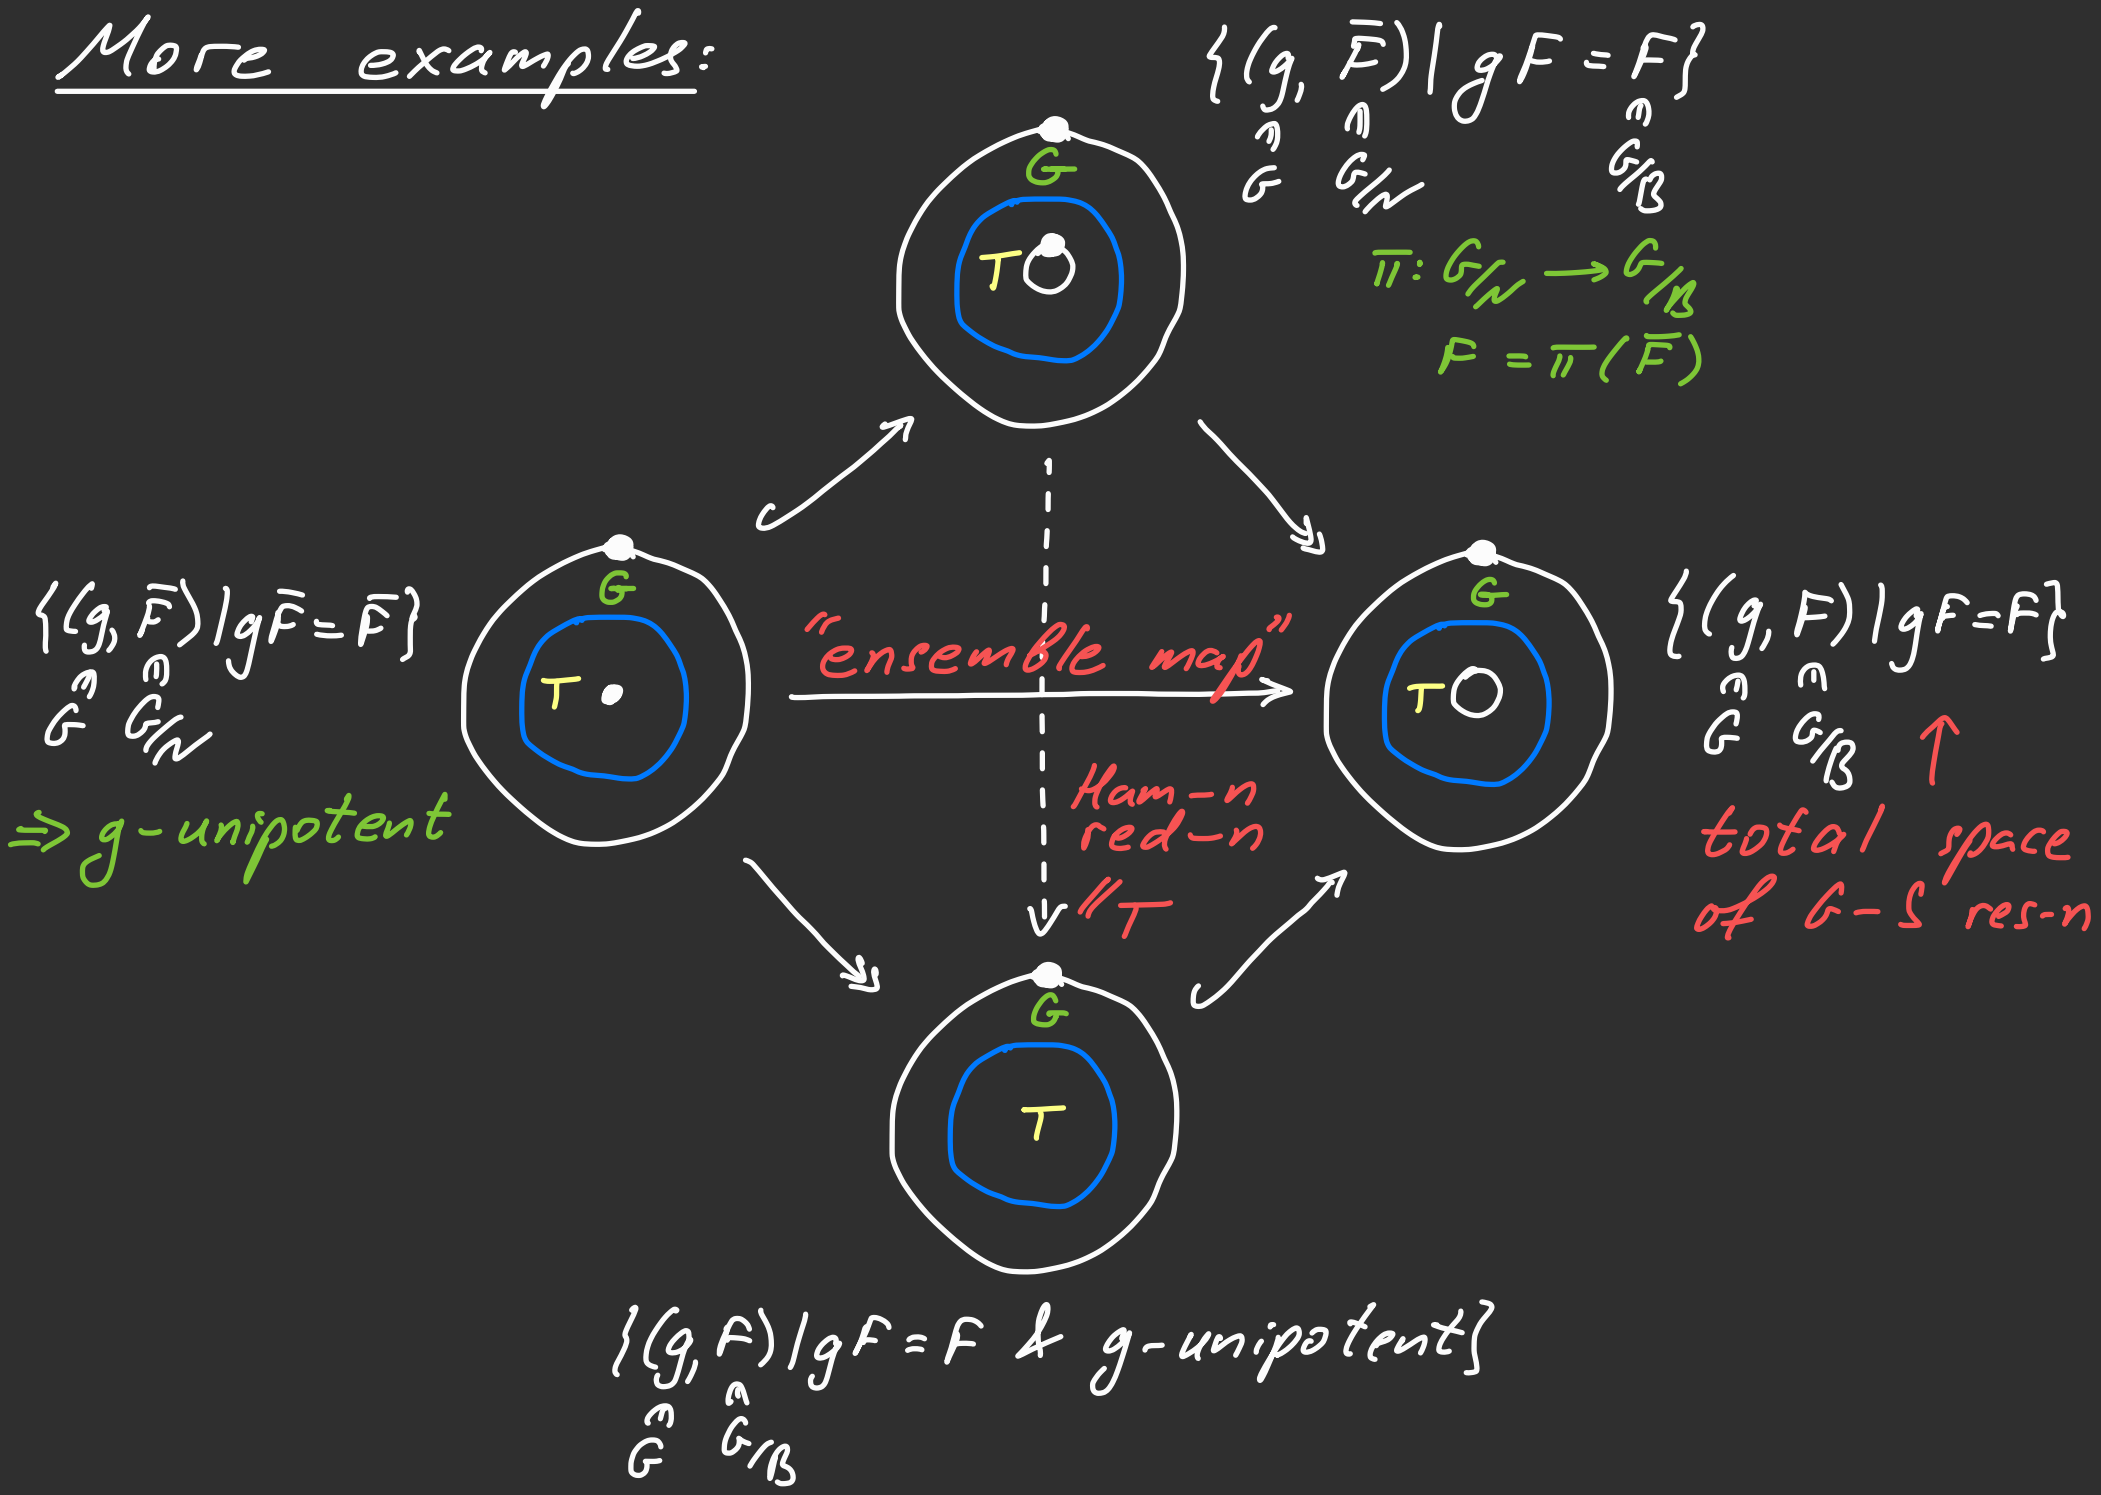 More examples:
{(g, F̅) | gF = F}
∩ ∩ ∩
G G/N G/B
π: G/N → G/B
F = π(F̅)
G
T
{(g, F̅) | gF̅ = F̅}
∩ ∩
G G/N
⇒ g-unipotent
G
T
"ensemble map"
Ham-n
red-n
//T
G
T
{(g, F) | gF = F}
∩ ∩
G G/B
↑
total space
of G-S res-n
G
T
{(g, F) | gF = F & g-unipotent}
∩ ∩
G G/B